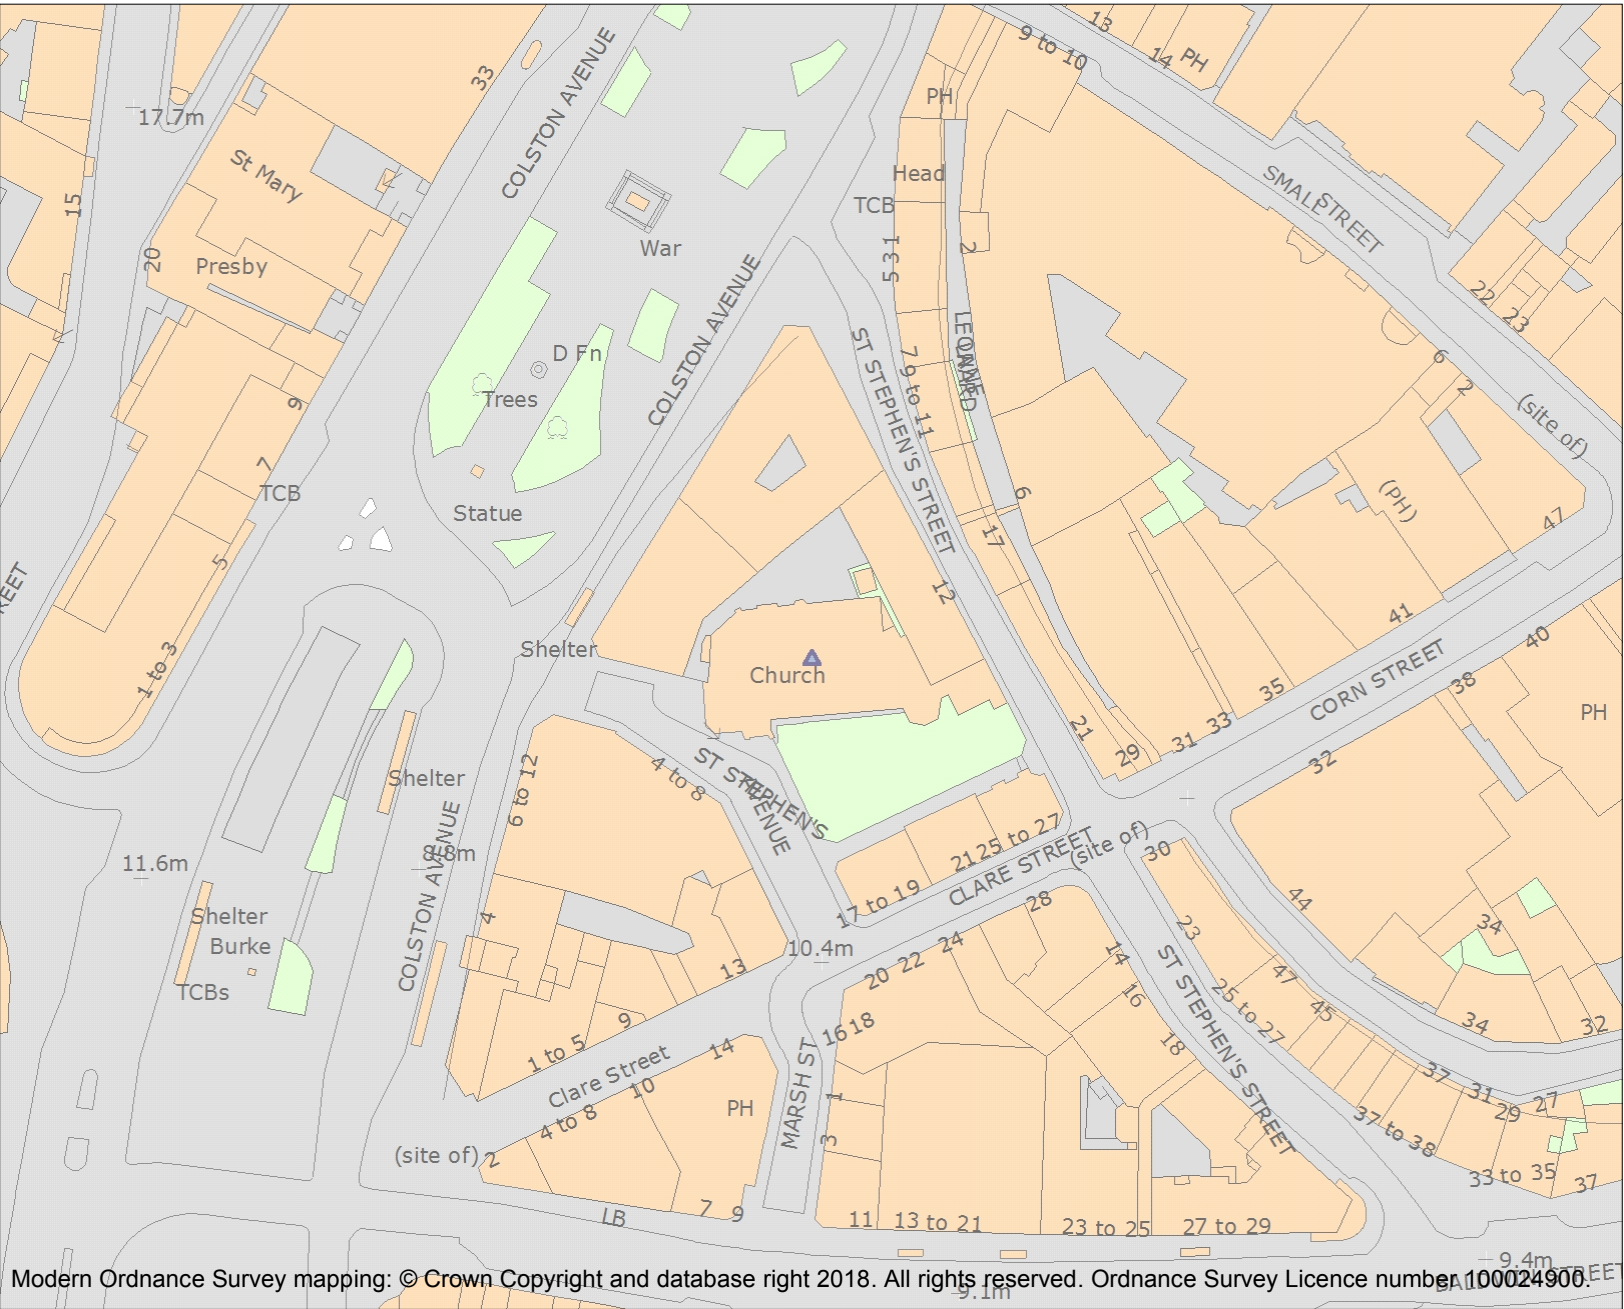 13
9 to 10
14
PH
33
COLSTON AVENUE
PH
17.7m
St Mary
Head
SMALL
STREET
15
TCB
War
20
Presby
5 3 1
2
COLSTON AVENUE
22
23
LEONARD
LANE
D Fn
ST STEPHEN'S STREET
7
9 to 11
6
2
Trees
9
(site of)
7
TCB
6
(PH)
Statue
47
17
5
REET
12
41
40
Shelter
1 to 3
Church
CORN STREET
35
38
33
PH
21
29
31
32
6 to 12
4 to 8
ST STEPHEN'S
AVENUE
Shelter
8.8m
11.6m
21
25 to 27
CLARE STREET
(site of)
30
COLSTON AVENUE
17 to 19
28
44
4
Shelter
Burke
10.4m
24
22
20
23
34
14
TCBs
13
16
ST STEPHEN'S STREET
47
25 to 27
45
9
16
18
34
32
1 to 5
Clare Street
14
18
10
MARSH ST
37
31
29
27
PH
1
4 to 8
3
37 to 38
(site of)
2
33 to 35
37
LB
7
9
11
13 to 21
23 to 25
27 to 29
9.4m
BALDWIN STREET
9.1m
Modern Ordnance Survey mapping: © Crown Copyright and database right 2018. All rights reserved. Ordnance Survey Licence number 100024900.